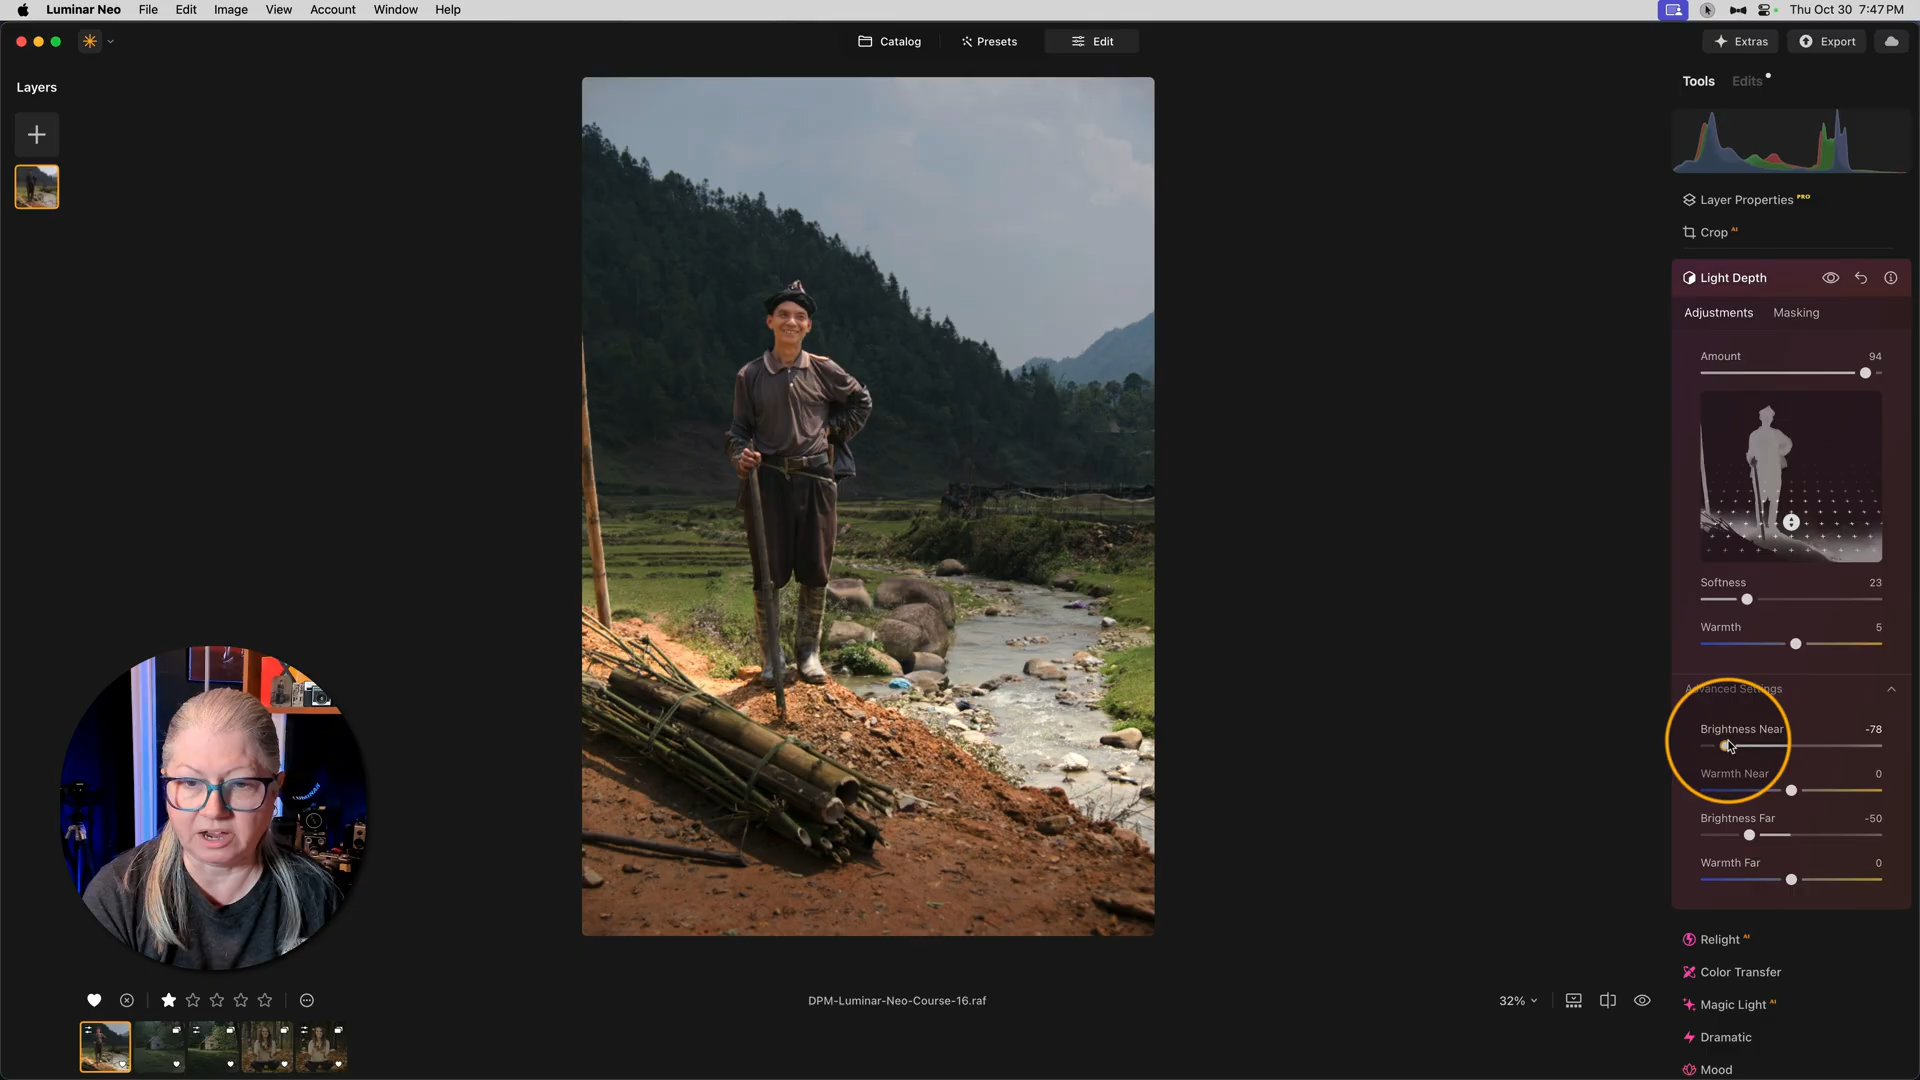 Luminar Neo File Edit Image View Account Window Help Thu Oct 30 7:47 PM
Catalog Presets Edit Extras Export
Layers
Tools Edits
Layer Properties PRO
Crop AI
Light Depth
Adjustments Masking
Amount 94
Softness 23
Warmth 5
Advanced Settings
Brightness Near -78
Warmth Near 0
Brightness Far -50
Warmth Far 0
Relight AI
Color Transfer
Magic Light AI
Dramatic
Mood
LUMINAR
DPM-Luminar-Neo-Course-16.raf
32%